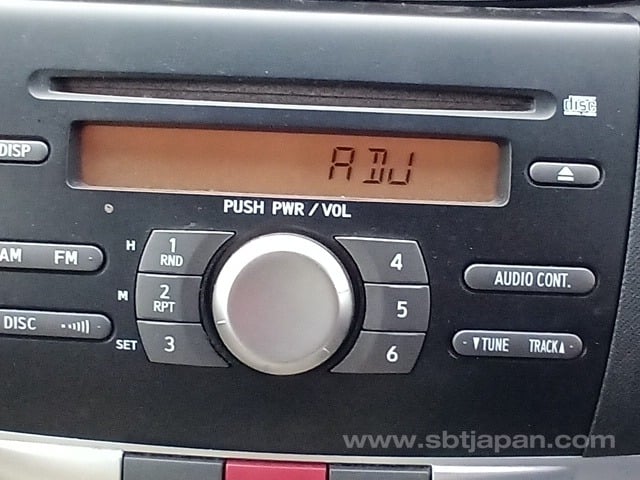 disc
DISP
ADJ
PUSH PWR/VOL
AM FM
H 1 RND
4
AUDIO CONT.
M 2 RPT
5
DISC
SET 3
6
TUNE TRACK
www.sbtjapan.com